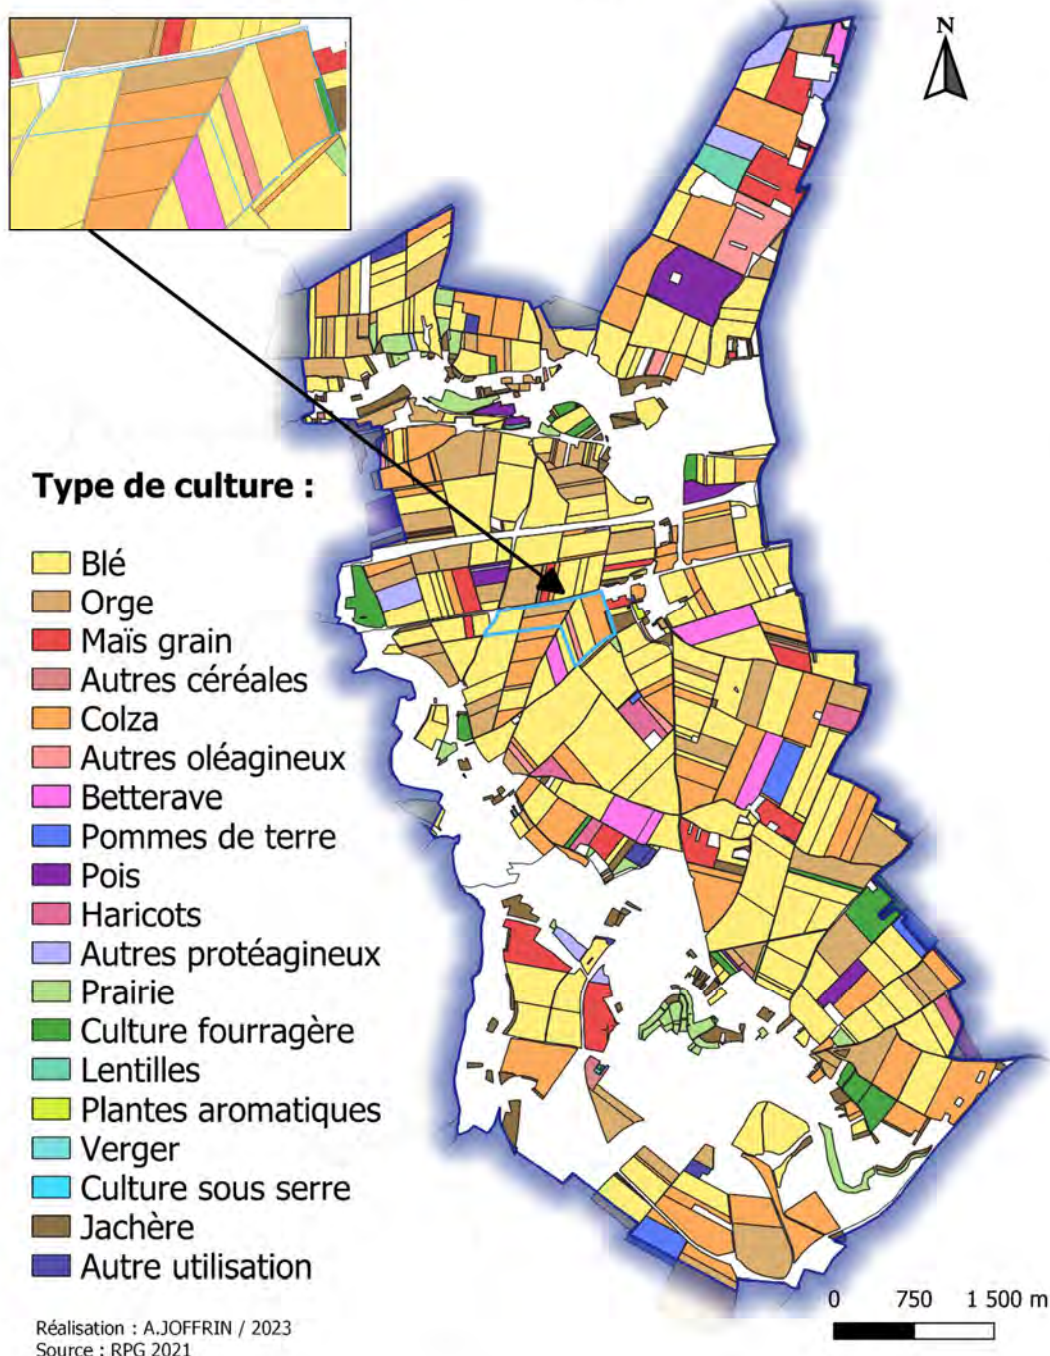 N
Type de culture :
Blé
Orge
Maïs grain
Autres céréales
Colza
Autres oléagineux
Betterave
Pommes de terre
Pois
Haricots
Autres protéagineux
Prairie
Culture fourragère
Lentilles
Plantes aromatiques
Verger
Culture sous serre
Jachère
Autre utilisation
0 750 1 500 m
Réalisation : A.JOFFRIN / 2023
Source : RPG 2021